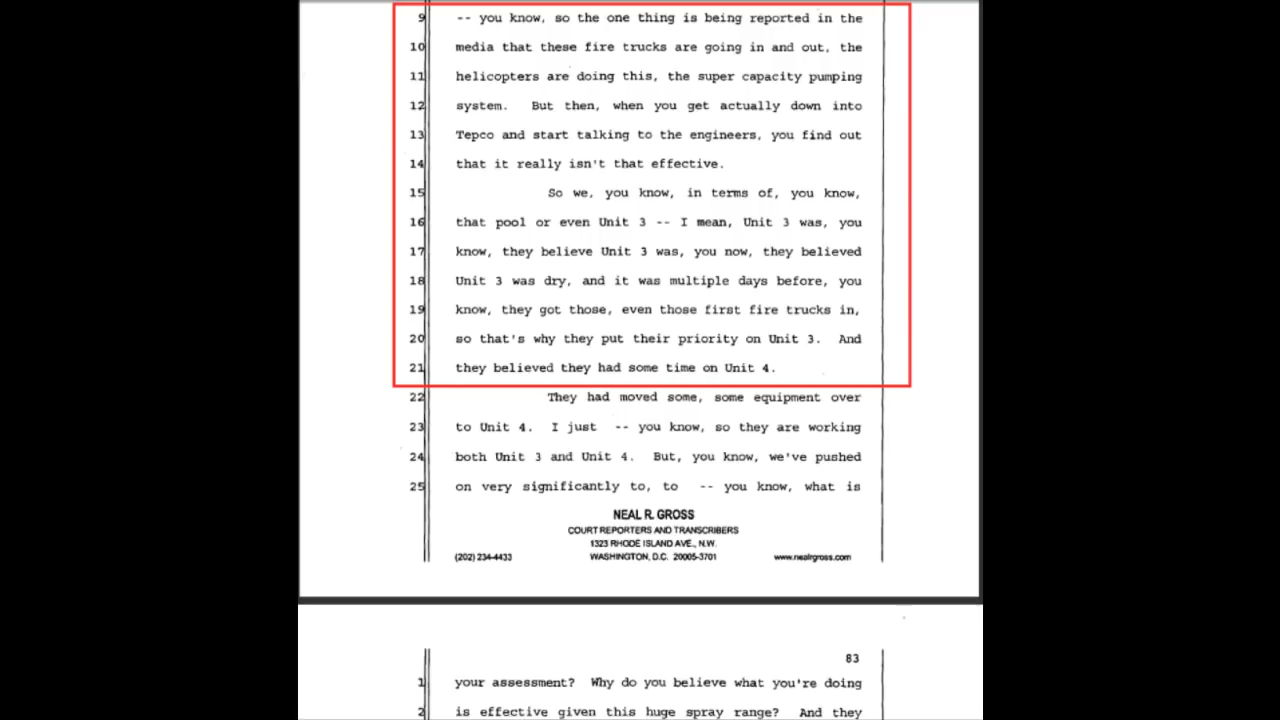 9 -- you know, so the one thing is being reported in the
10 media that these fire trucks are going in and out, the
11 helicopters are doing this, the super capacity pumping
12 system. But then, when you get actually down into
13 Tepco and start talking to the engineers, you find out
14 that it really isn't that effective.
15 So we, you know, in terms of, you know,
16 that pool or even Unit 3 -- I mean, Unit 3 was, you
17 know, they believe Unit 3 was, you now, they believed
18 Unit 3 was dry, and it was multiple days before, you
19 know, they got those, even those first fire trucks in,
20 so that's why they put their priority on Unit 3. And
21 they believed they had some time on Unit 4.
22 They had moved some, some equipment over
23 to Unit 4. I just -- you know, so they are working
24 both Unit 3 and Unit 4. But, you know, we've pushed
25 on very significantly to, to -- you know, what is
NEAL R. GROSS
COURT REPORTERS AND TRANSCRIBERS
1323 RHODE ISLAND AVE., N.W.
(202) 234-4433 WASHINGTON, D.C. 20005-3701 www.nealrgross.com
83
1 your assessment? Why do you believe what you're doing
2 is effective given this huge spray range? And they